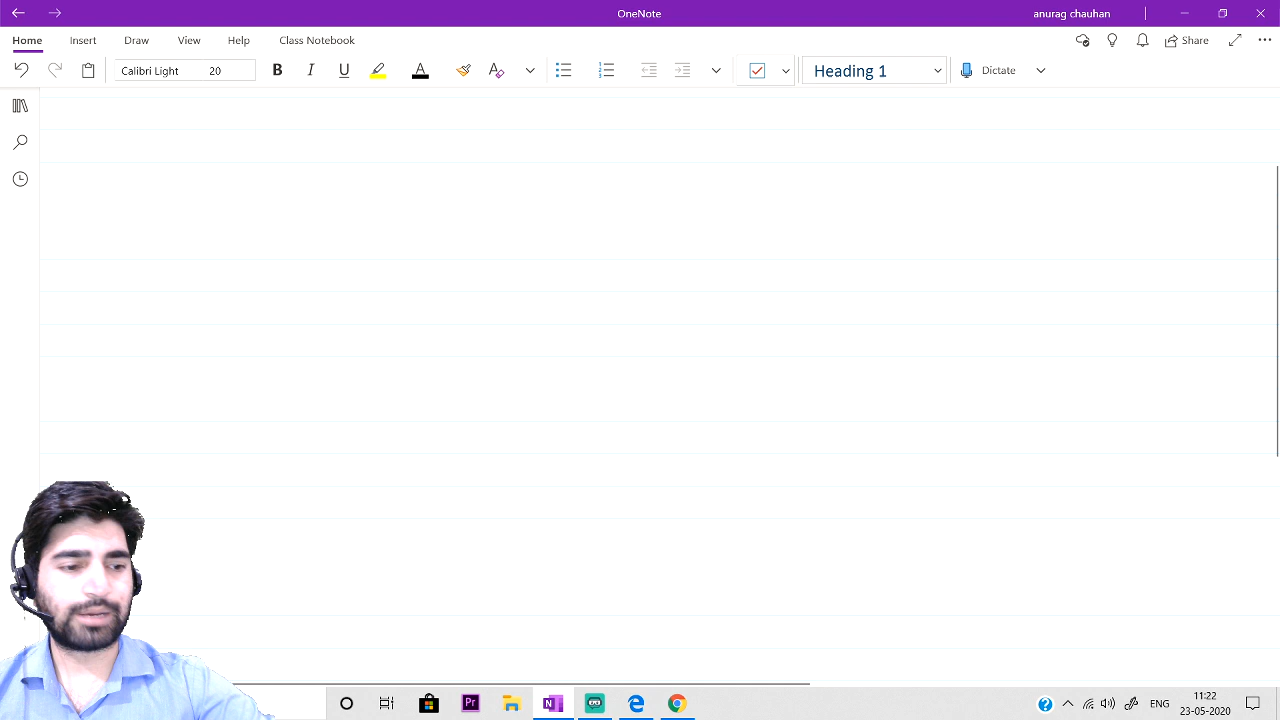 OneNote
anurag chauhan
Home Insert Draw View Help Class Notebook
Share
Calibri Light 20 B I U A A
Heading 1
Dictate
Pr
N
ENG
11:22
23-05-2020